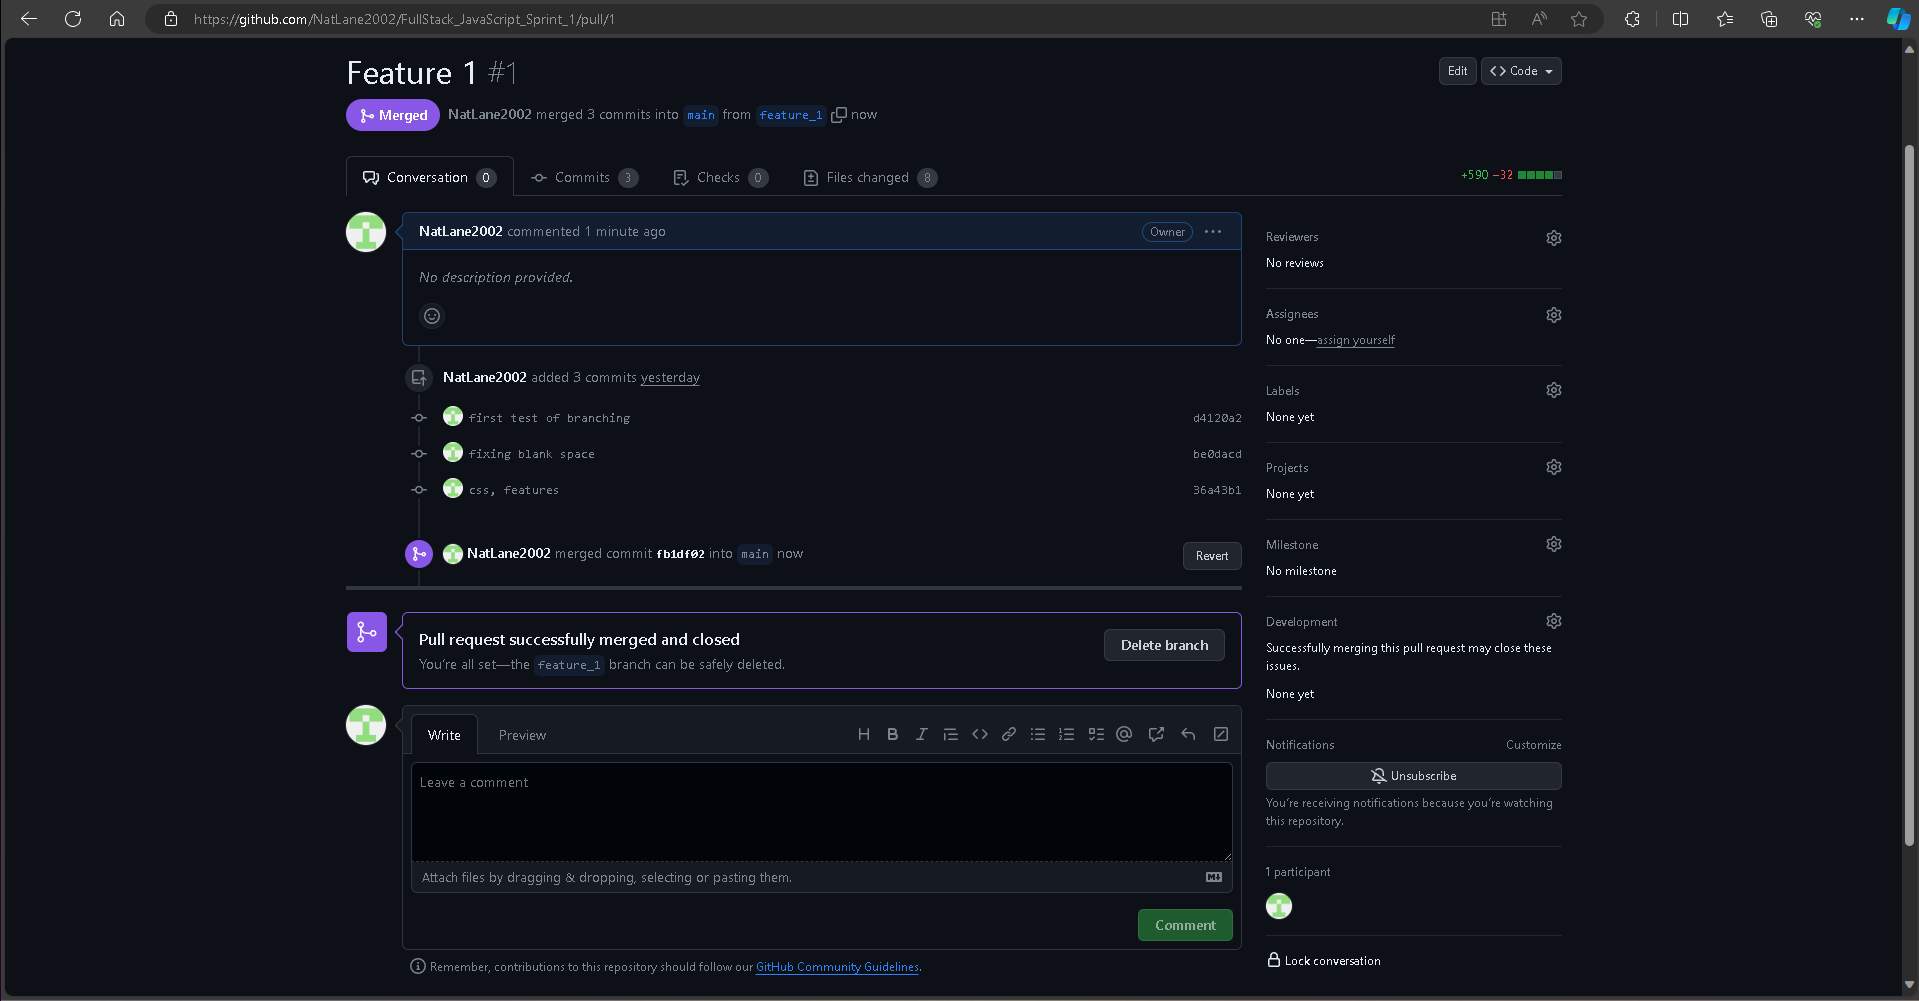 https://github.com/NatLane2002/FullStack_JavaScript_Sprint_1/pull/1
Feature 1 #1
Edit
Code
Merged
NatLane2002 merged 3 commits into main from feature_1 now
Conversation 0
Commits 3
Checks 0
Files changed 8
+590 −32
NatLane2002 commented 1 minute ago
Owner
No description provided.
NatLane2002 added 3 commits yesterday
first test of branching
d4120a2
fixing blank space
be0dacd
css, features
36a43b1
NatLane2002 merged commit fb1df02 into main now
Revert
Pull request successfully merged and closed
You're all set—the feature_1 branch can be safely deleted.
Delete branch
Write
Preview
Leave a comment
Attach files by dragging & dropping, selecting or pasting them.
Comment
Remember, contributions to this repository should follow our GitHub Community Guidelines.
Reviewers
No reviews
Assignees
No one—assign yourself
Labels
None yet
Projects
None yet
Milestone
No milestone
Development
Successfully merging this pull request may close these
issues.
None yet
Notifications
Customize
Unsubscribe
You're receiving notifications because you're watching
this repository.
1 participant
Lock conversation